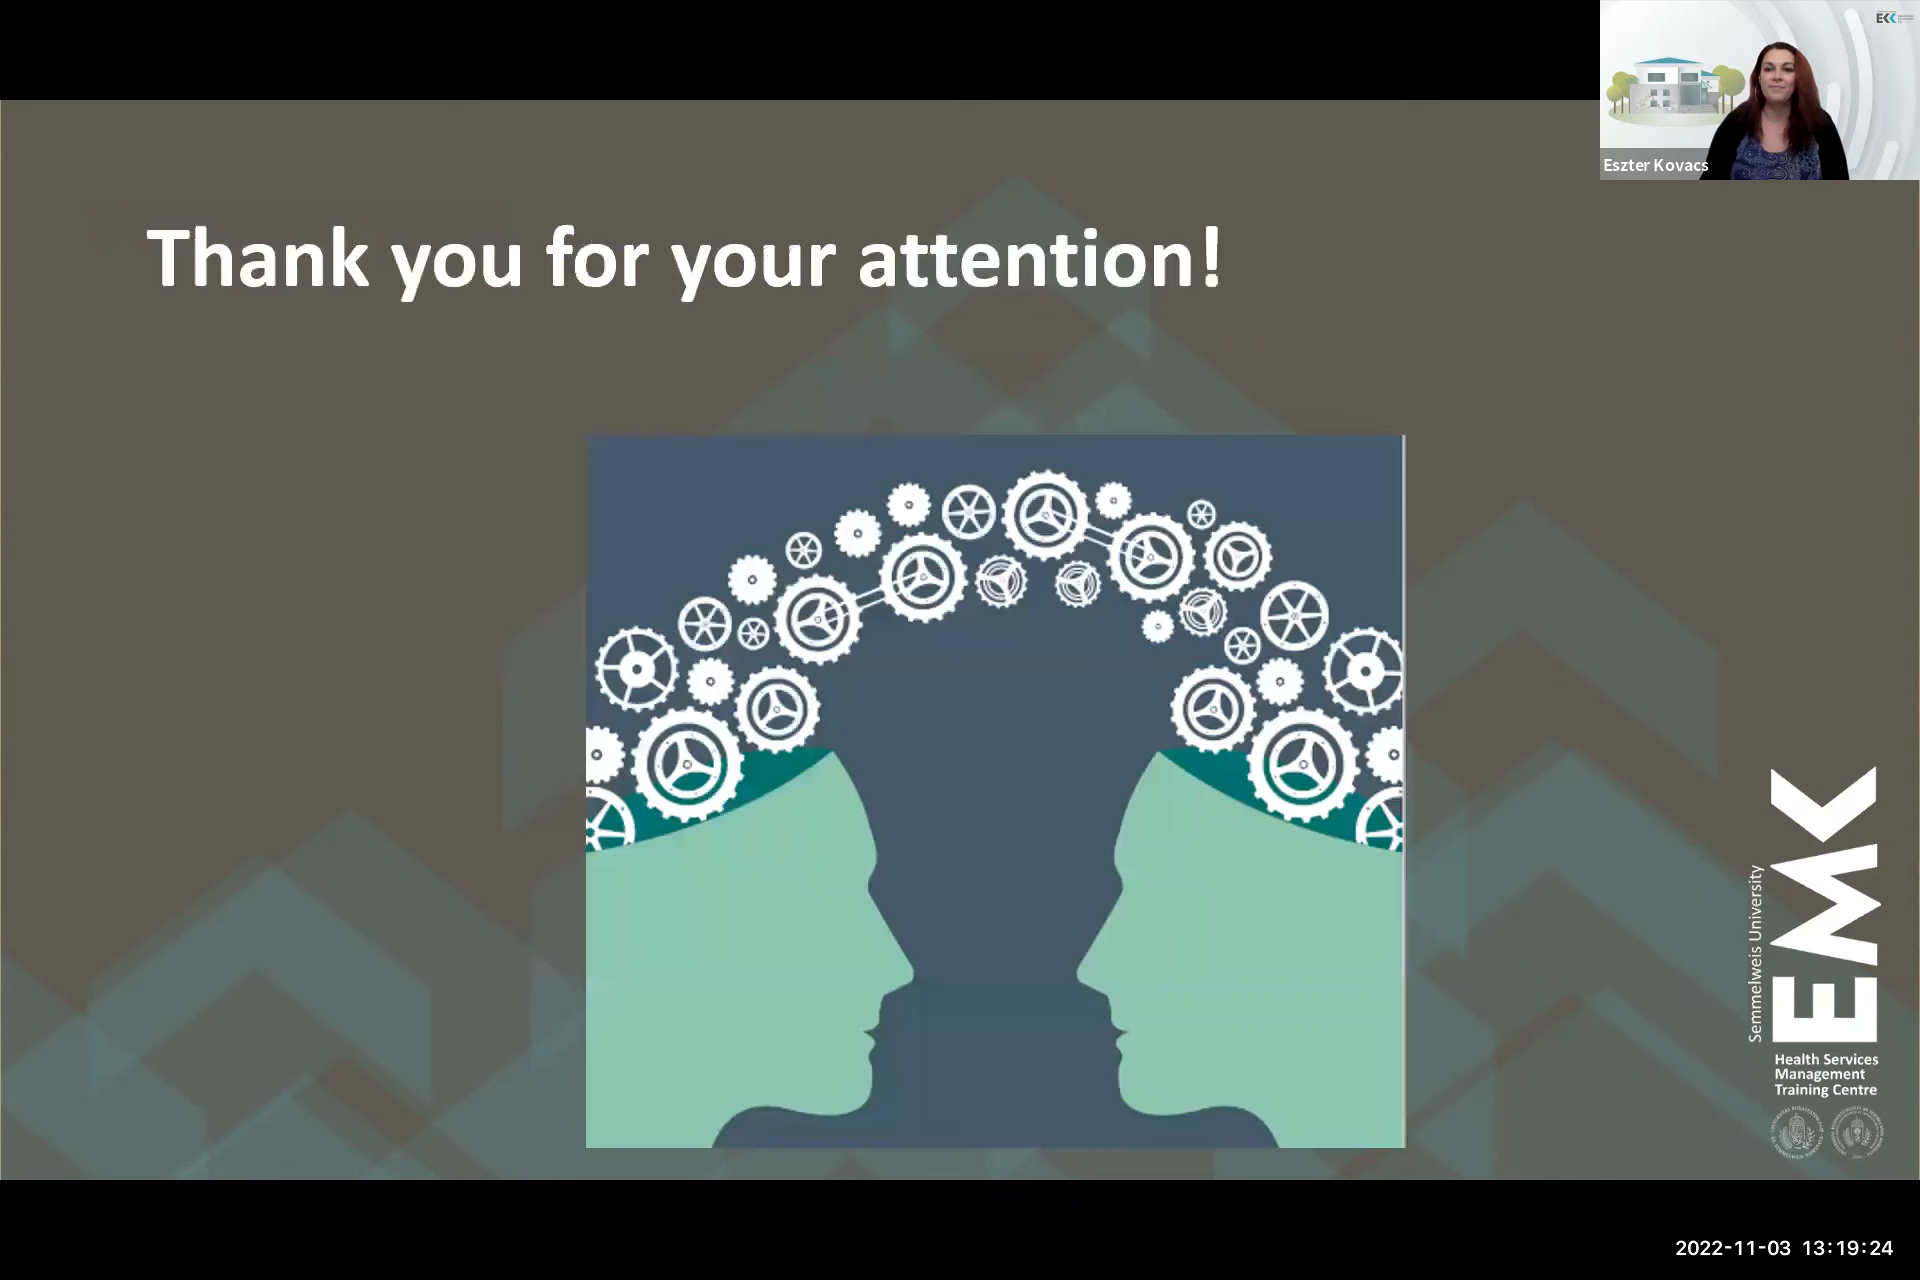 EKK
Eszter Kovacs
Thank you for your attention!
Semmelweis University
EMK
Health Services
Management
Training Centre
2022-11-03 13:19:24